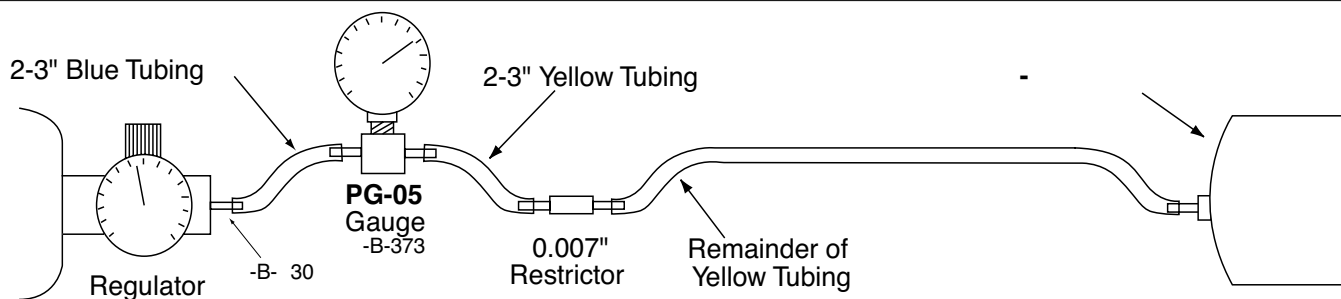 2-3" Blue Tubing
2-3" Yellow Tubing
-
PG-05
Gauge
-B-373
-B- 30
Regulator
0.007"
Restrictor
Remainder of
Yellow Tubing